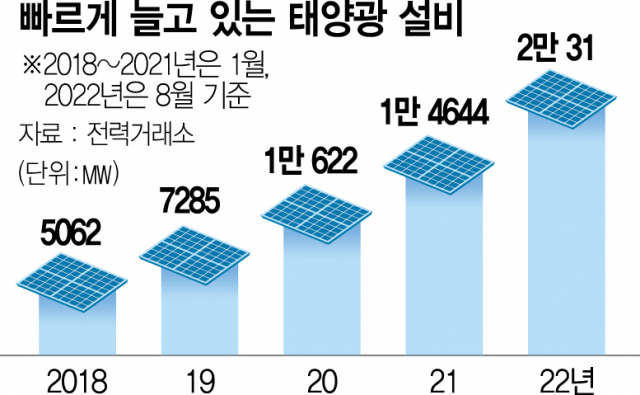 빠르게 늘고 있는 태양광 설비
※2018~2021년은 1월,
2022년은 8월 기준
자료 : 전력거래소
(단위:㎿)
5062
7285
1만 622
1만 4644
2만 31
2018
19
20
21
22년